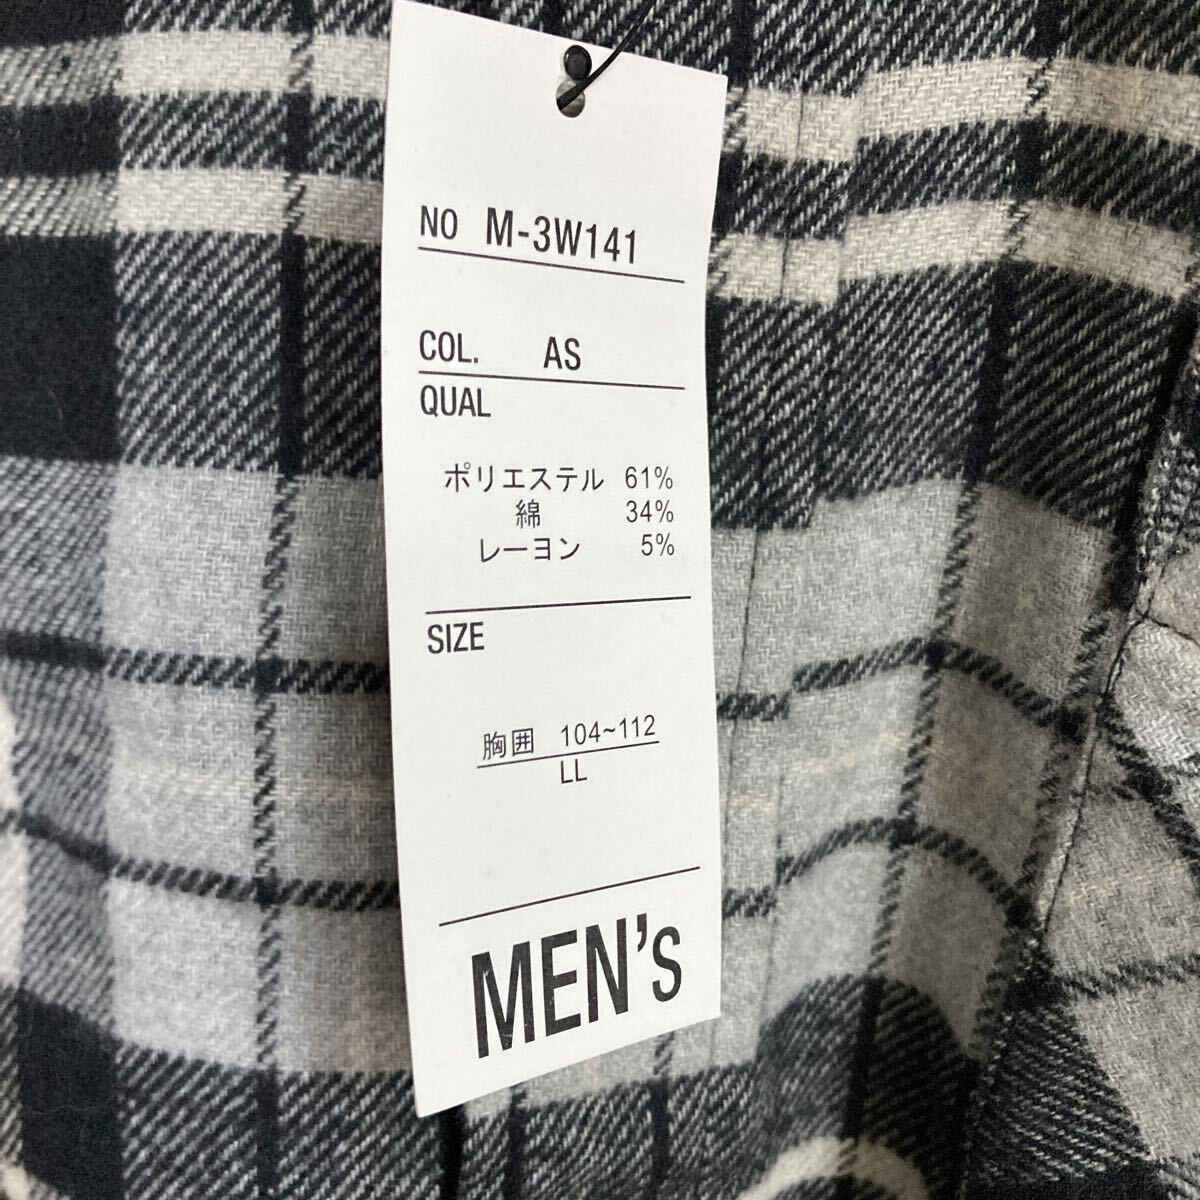 NO M-3W141
COL. AS
QUAL
ポリエステル 61%
綿 34%
レーヨン 5%
SIZE
胸囲 104~112
LL
MEN's